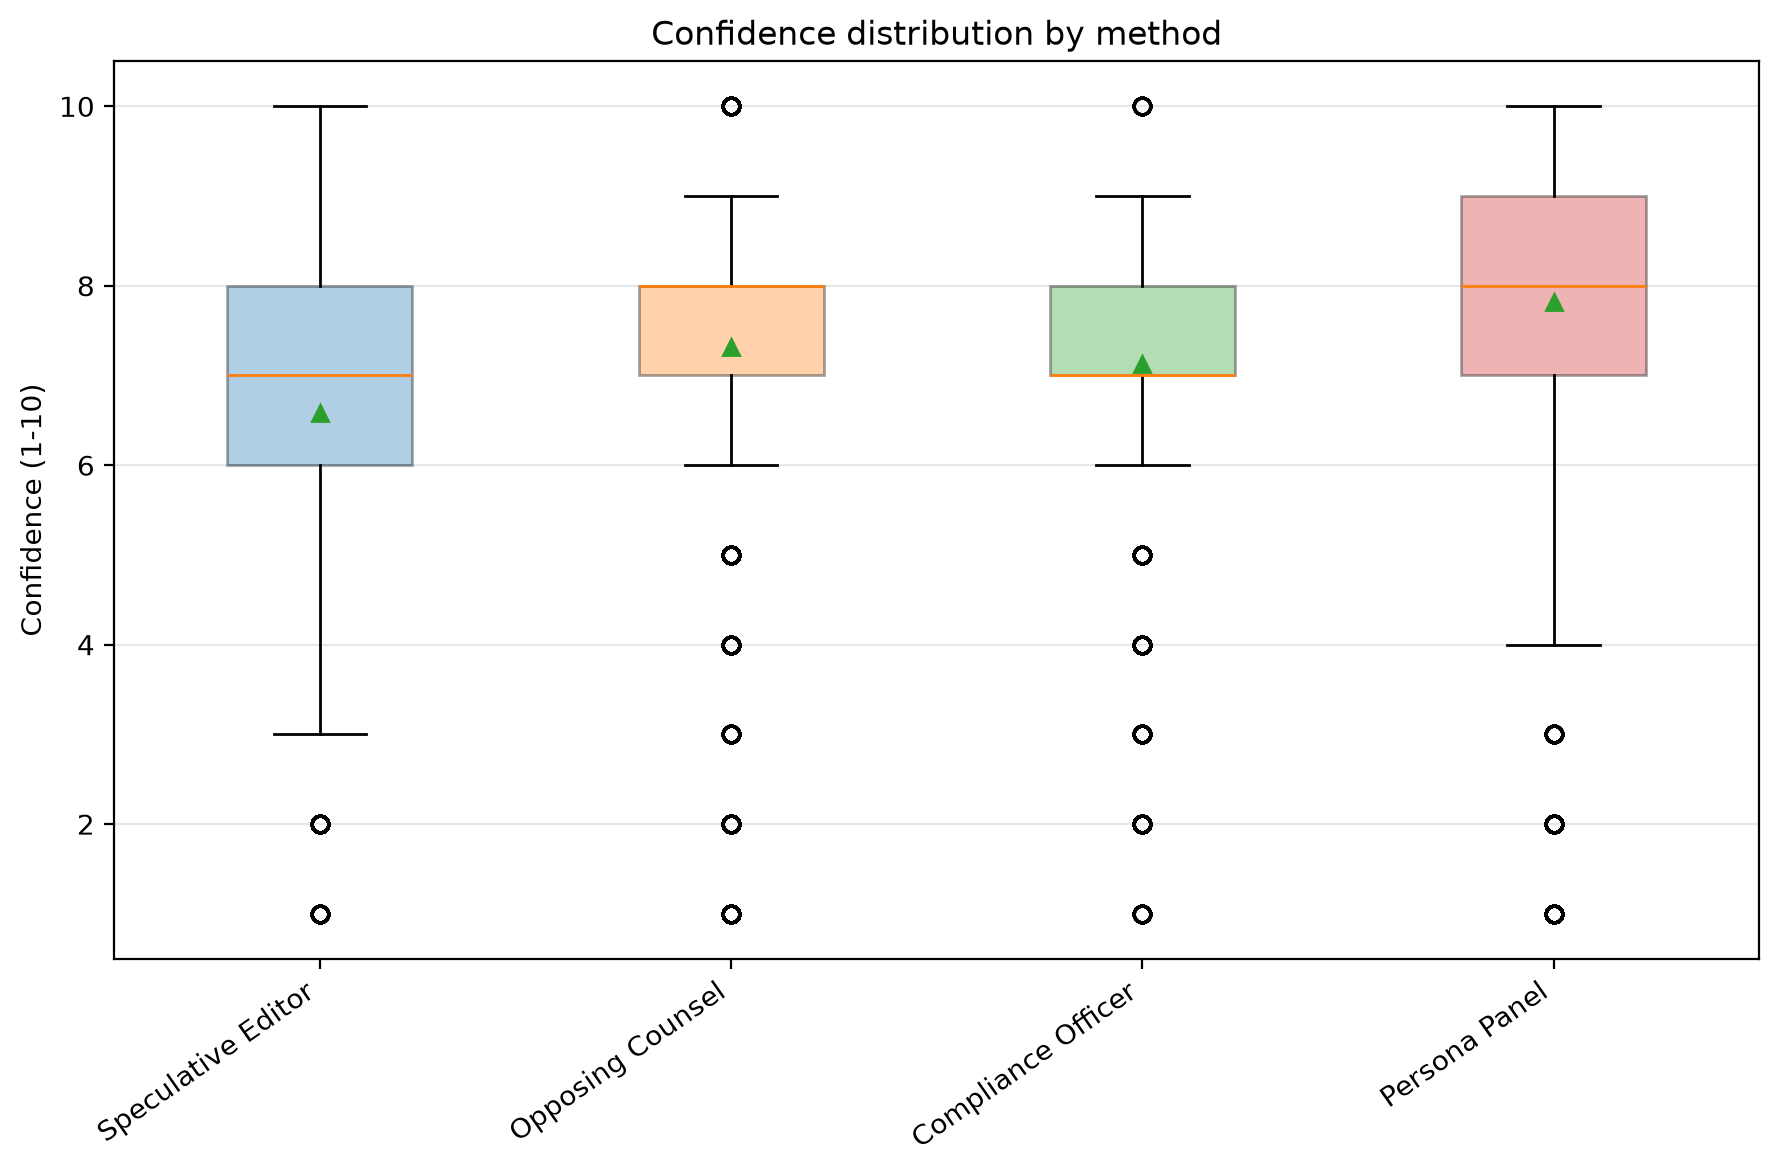 Confidence distribution by method
Confidence (1-10)
10
8
6
4
2
Speculative Editor
Opposing Counsel
Compliance Officer
Persona Panel